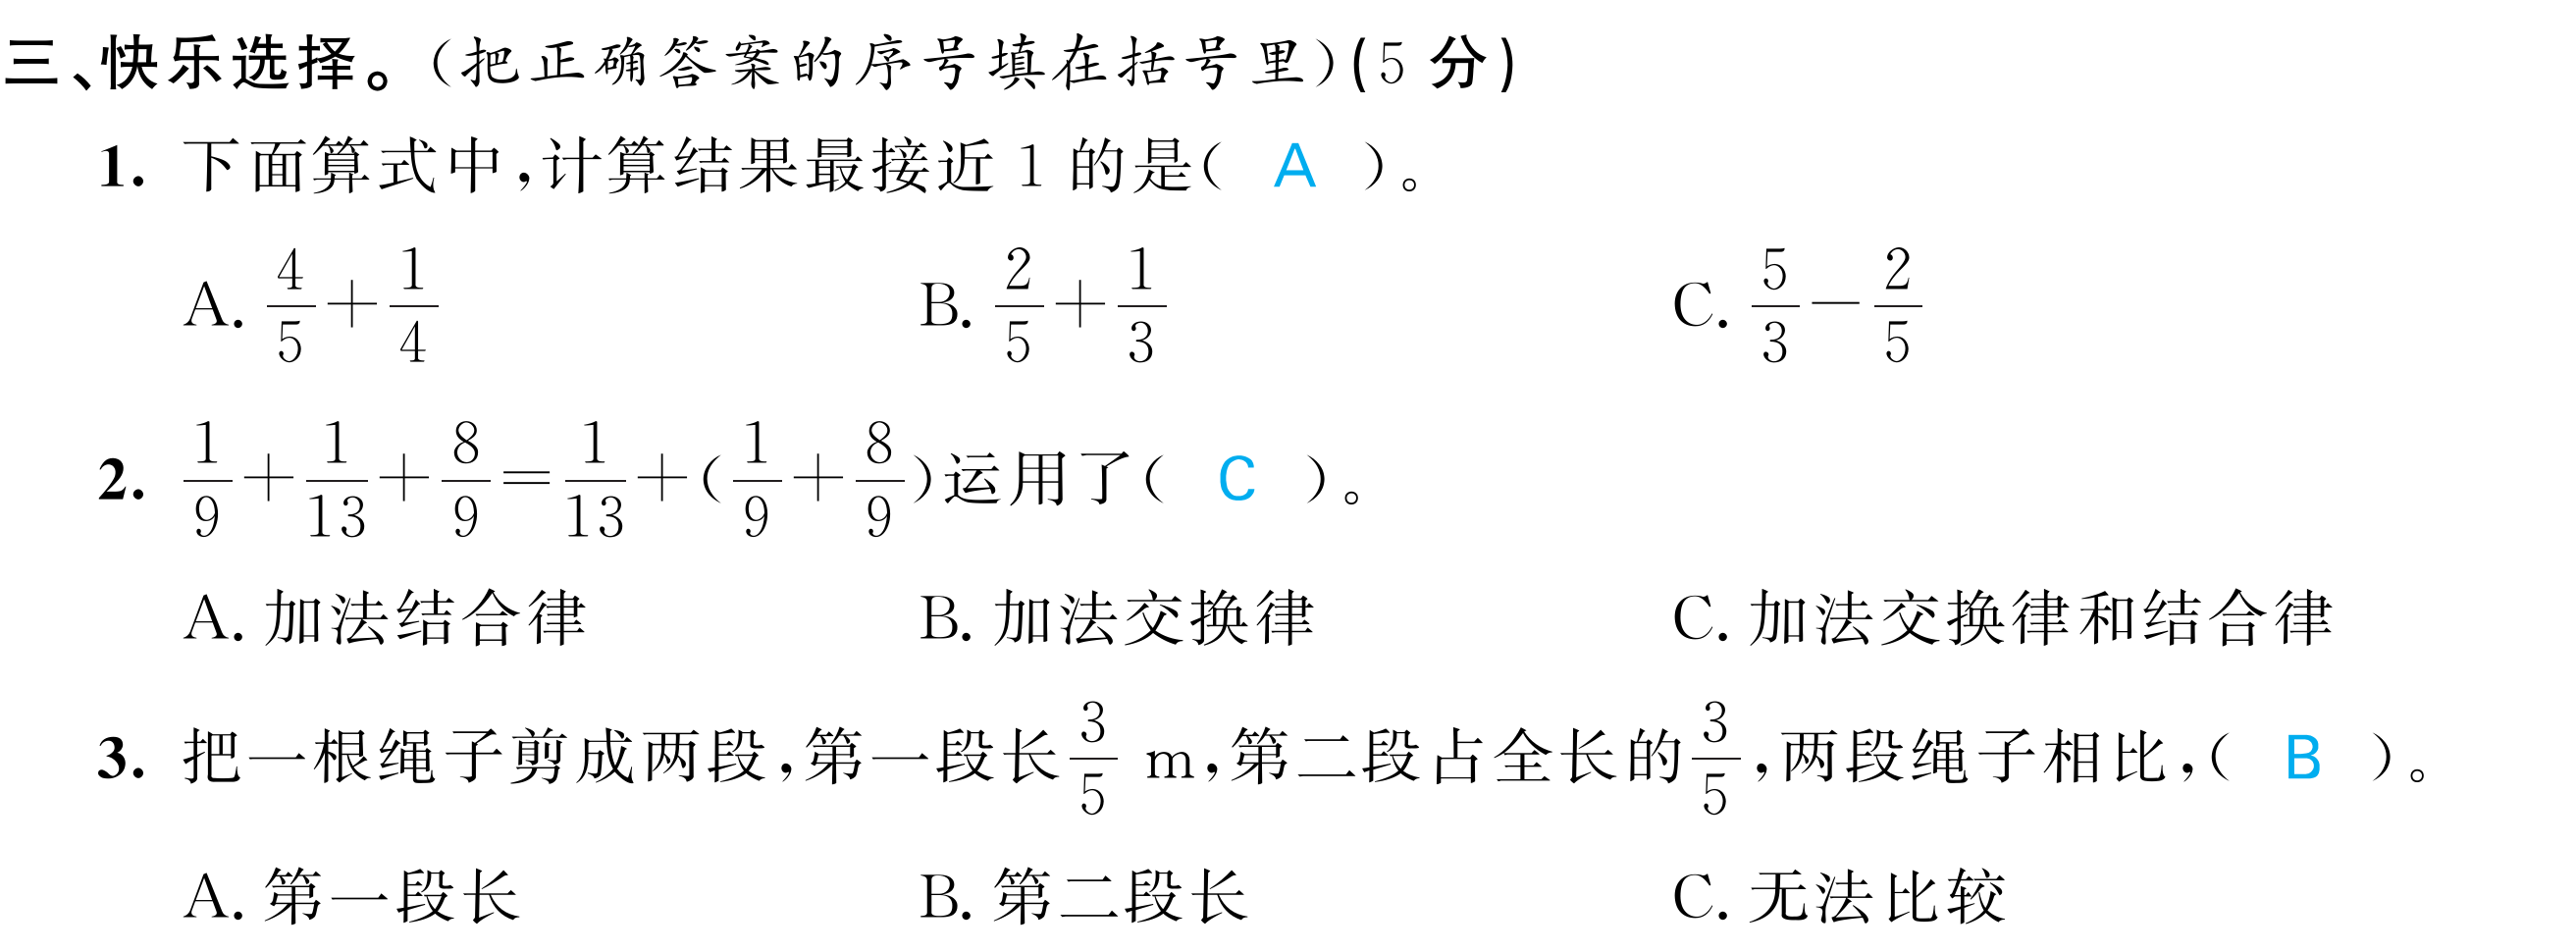 三、快乐选择。(把正确答案的序号填在括号里)(5 分)
1. 下面算式中,计算结果最接近 1 的是( A )。
A. 4/5+1/4 B. 2/5+1/3 C. 5/3-2/5
2. 1/9+1/13+8/9=1/13+(1/9+8/9)运用了( C )。
A. 加法结合律 B. 加法交换律 C. 加法交换律和结合律
3. 把一根绳子剪成两段,第一段长3/5 m,第二段占全长的3/5,两段绳子相比,( B )。
A. 第一段长 B. 第二段长 C. 无法比较